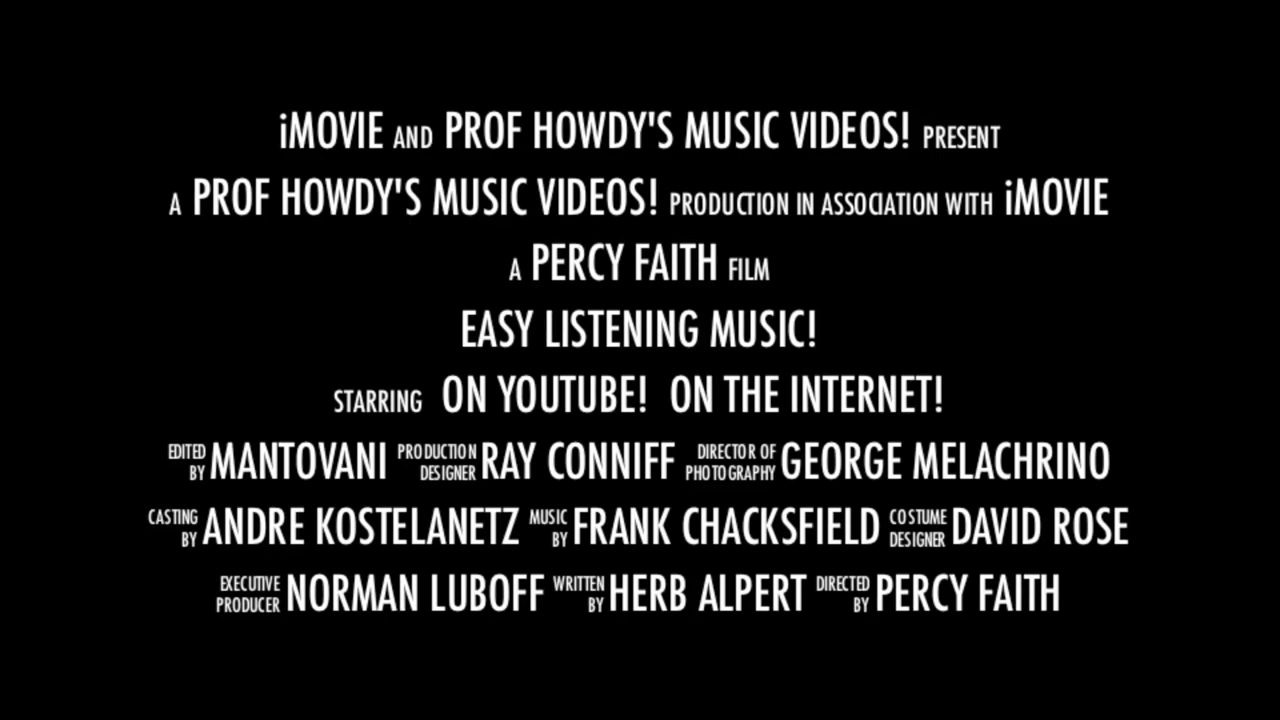 iMOVIE AND PROF HOWDY'S MUSIC VIDEOS! PRESENT
A PROF HOWDY'S MUSIC VIDEOS! PRODUCTION IN ASSOCIATION WITH iMOVIE
A PERCY FAITH FILM
EASY LISTENING MUSIC!
STARRING ON YOUTUBE! ON THE INTERNET!
EDITED BY MANTOVANI PRODUCTION DESIGNER RAY CONNIFF DIRECTOR OF PHOTOGRAPHY GEORGE MELACHRINO
CASTING BY ANDRE KOSTELANETZ MUSIC BY FRANK CHACKSFIELD COSTUME DESIGNER DAVID ROSE
EXECUTIVE PRODUCER NORMAN LUBOFF WRITTEN BY HERB ALPERT DIRECTED BY PERCY FAITH